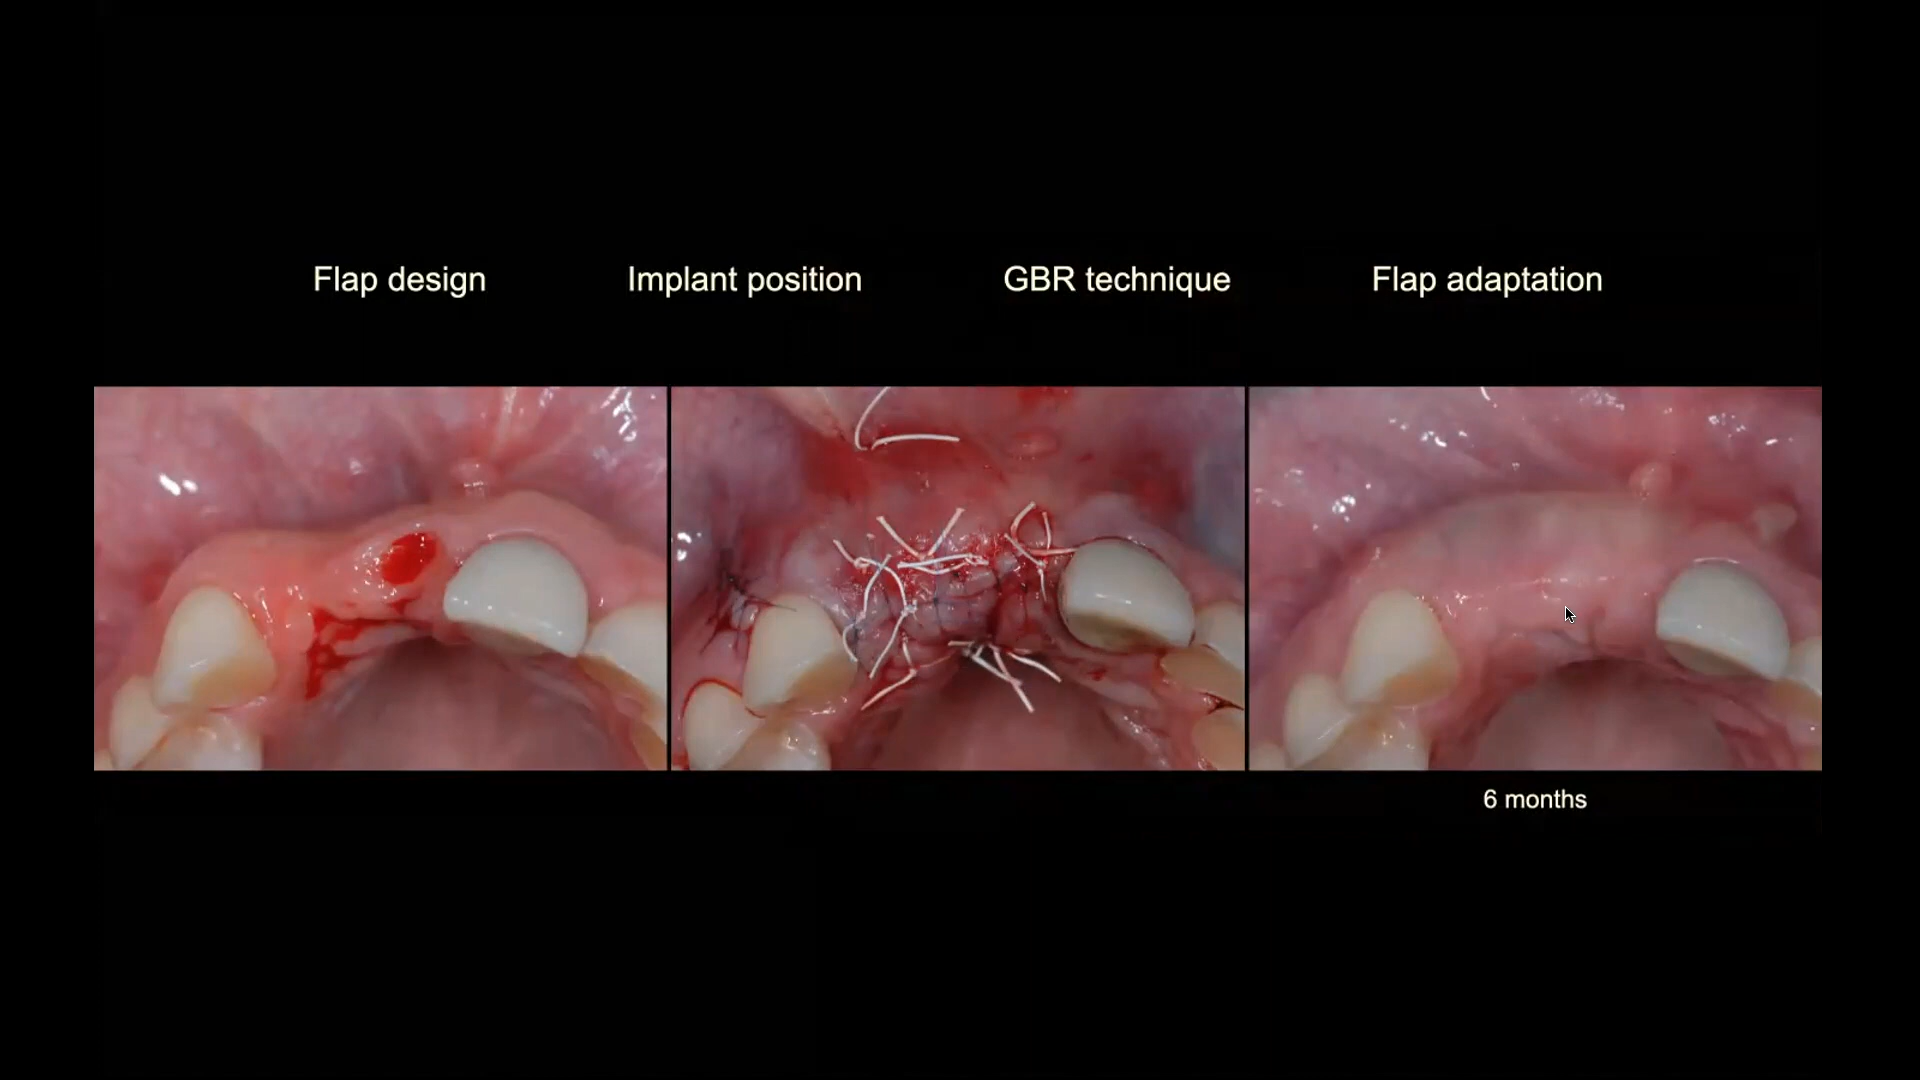 Flap design
Implant position
GBR technique
Flap adaptation
6 months